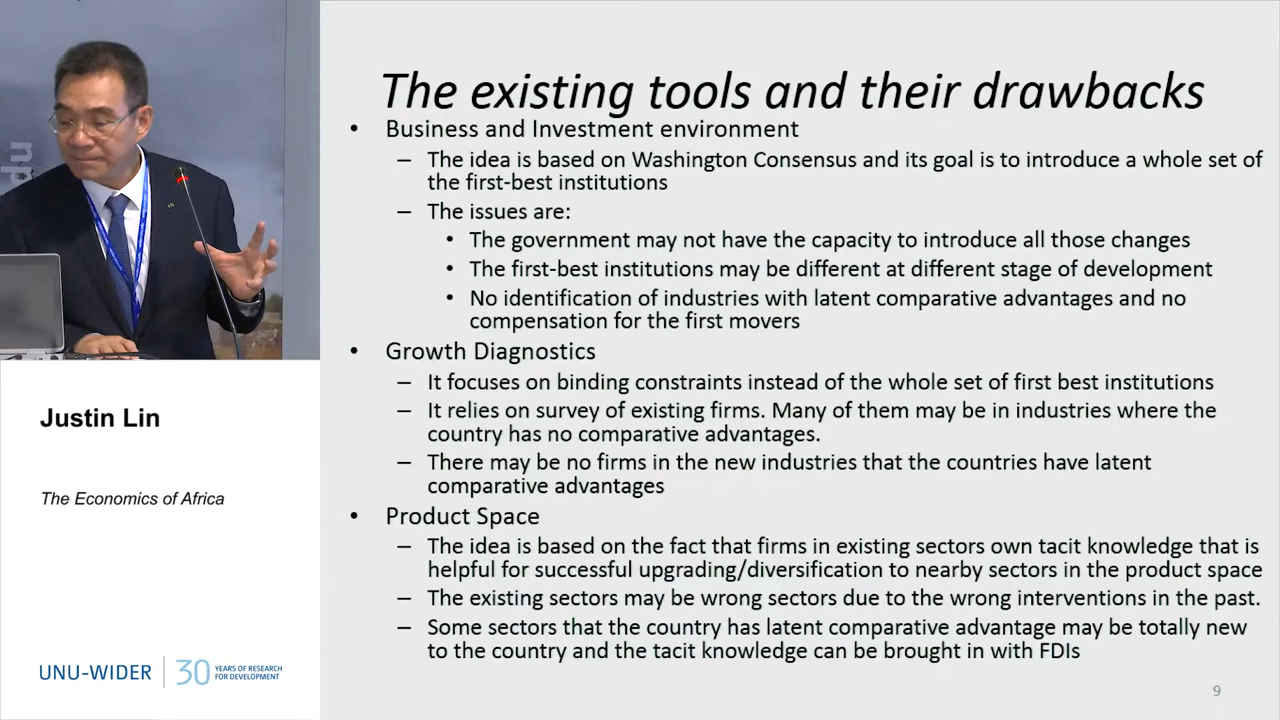 The existing tools and their drawbacks
• Business and Investment environment
– The idea is based on Washington Consensus and its goal is to introduce a whole set of
the first-best institutions
– The issues are:
• The government may not have the capacity to introduce all those changes
• The first-best institutions may be different at different stage of development
• No identification of industries with latent comparative advantages and no
compensation for the first movers
• Growth Diagnostics
– It focuses on binding constraints instead of the whole set of first best institutions
– It relies on survey of existing firms. Many of them may be in industries where the
country has no comparative advantages.
– There may be no firms in the new industries that the countries have latent
comparative advantages
• Product Space
– The idea is based on the fact that firms in existing sectors own tacit knowledge that is
helpful for successful upgrading/diversification to nearby sectors in the product space
– The existing sectors may be wrong sectors due to the wrong interventions in the past.
– Some sectors that the country has latent comparative advantage may be totally new
to the country and the tacit knowledge can be brought in with FDIs
9
Justin Lin
The Economics of Africa
UNU-WIDER
30 YEARS OF RESEARCH
FOR DEVELOPMENT